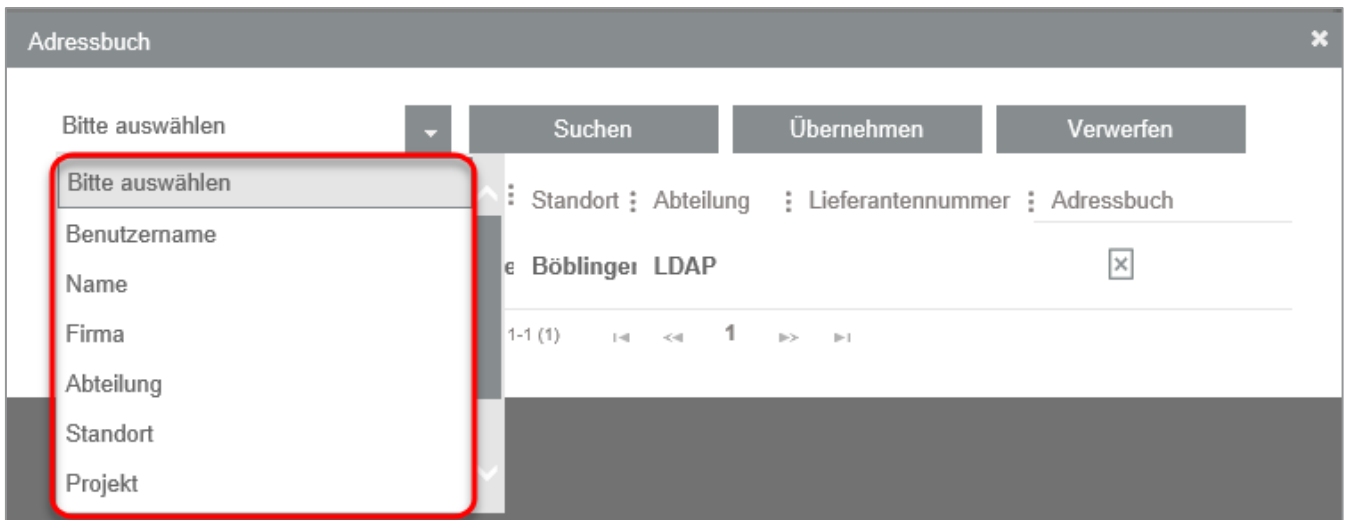 Adressbuch
Bitte auswählen Suchen Übernehmen Verwerfen
Bitte auswählen
Standort Abteilung Lieferantennummer Adressbuch
Benutzername
Böblinger LDAP
Name
Firma
1-1 (1) 1
Abteilung
Standort
Projekt